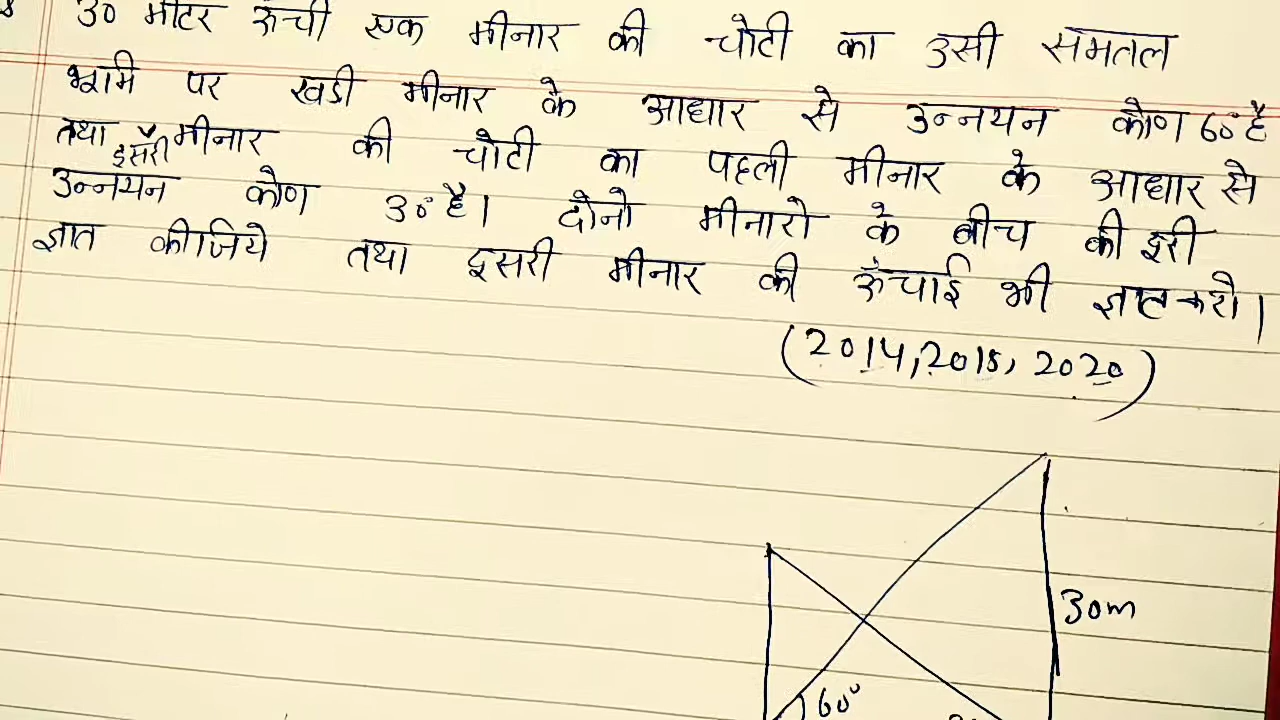 30 मीटर ऊँची एक मीनार की चोटी का उसी समतल
भूमि पर खडी मीनार के आधार से उन्नयन कोण 60° है
तथा दूसरी मीनार की चोटी का पहली मीनार के आधार से
उन्नयन कोण 30° है। दोनो मीनारो के बीच की दूरी
ज्ञात कीजिये तथा दूसरी मीनार की ऊँचाई भी ज्ञात करो।
(2014, 2018, 2020)
30m
60°